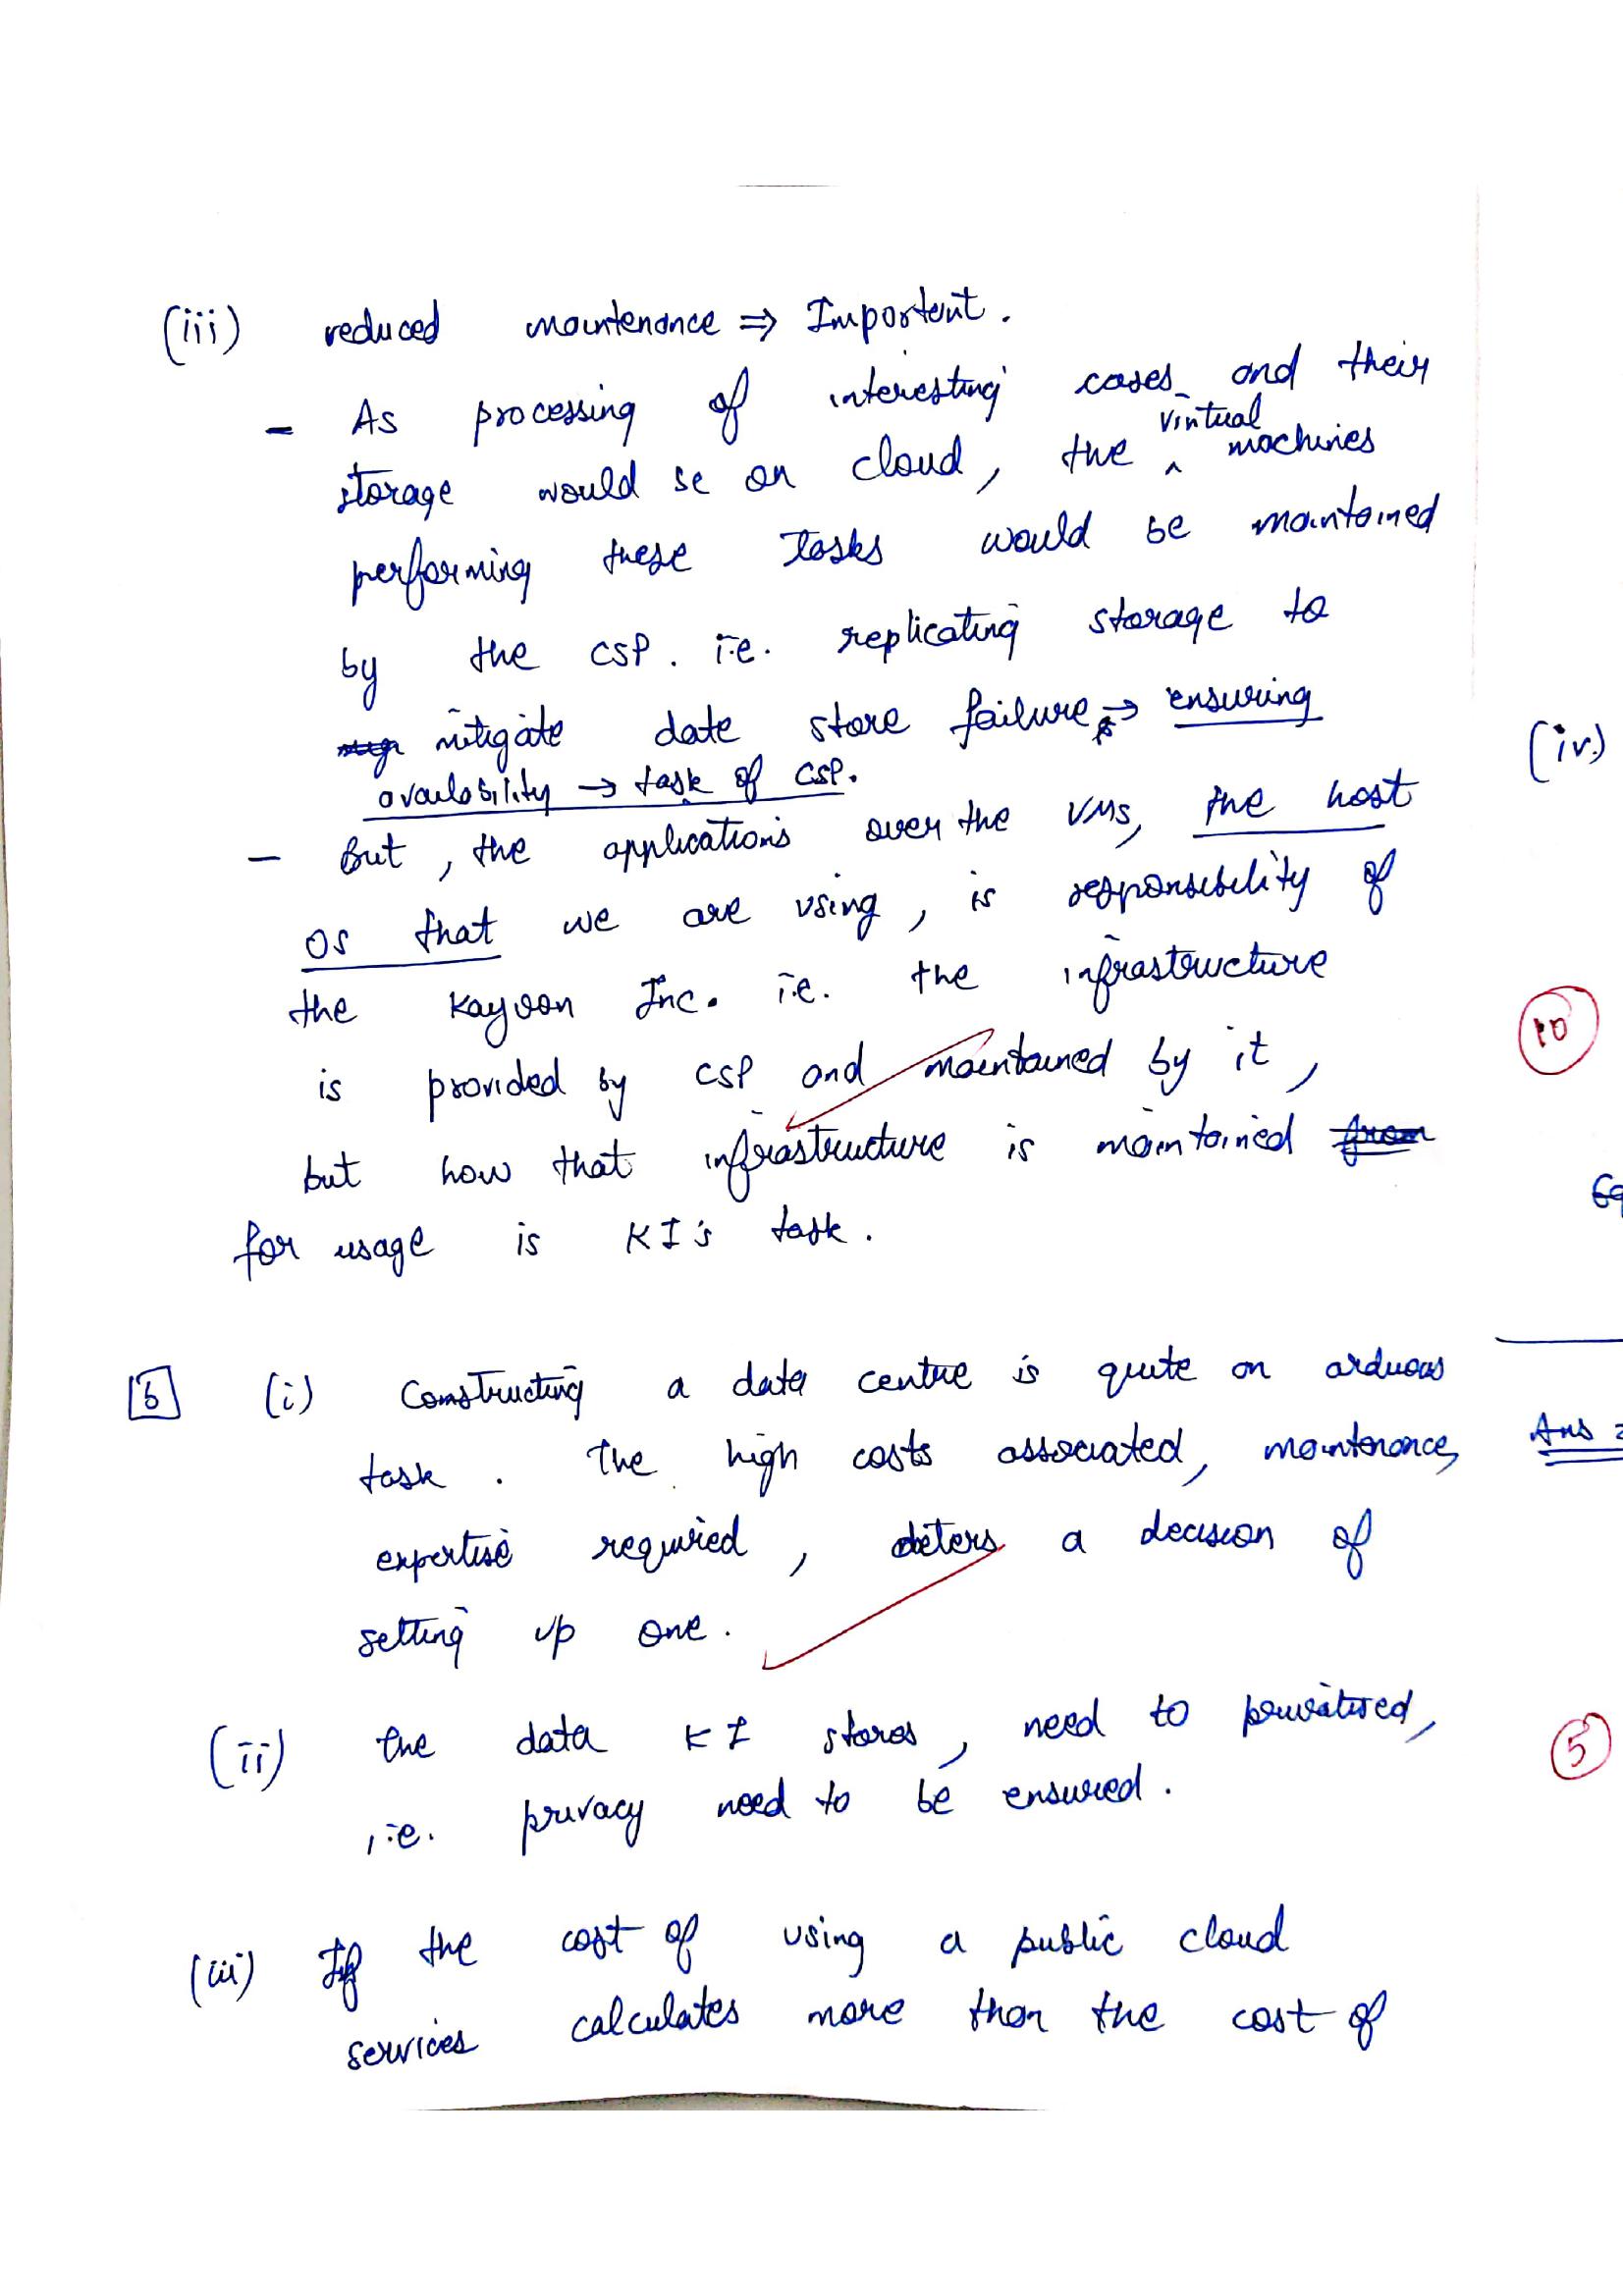 (iii) reduced maintenance ⇒ Important.
- As processing of interesting cases and their
storage would be on cloud, the ^ virtual machines
performing these tasks would be maintained
by the CSP. i.e. replicating storage to
mitigate date store failure, → ensuring
availability → task of CSP.
- But, the applications over the VMs, the host
OS that we are using, is responsibility of
the Kayoon Inc. i.e. the infrastructure
is provided by CSP and maintained by it,
but how that infrastructure is maintained from
for usage is KI's task.
(iv.)
10
b (i) Constructing a data centre is quite an arduous
task. The high costs associated, maintenance,
expertise required, deters a decision of
setting up one.
Ans
(ii) the data KI stores, need to privatised,
i.e. privacy need to be ensured.
5
(iii) If the cost of using a public cloud
services calculates more than the cost of